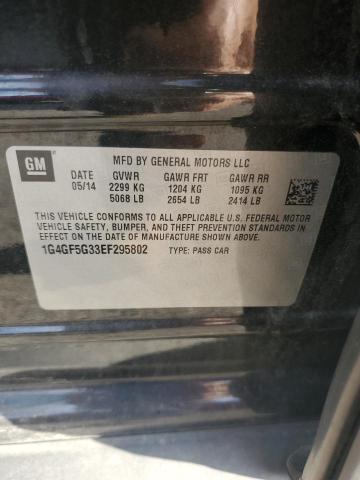 GM
MFD BY GENERAL MOTORS LLC
DATE GVWR GAWR FRT GAWR RR
05/14 2299 KG 1204 KG 1095 KG
5068 LB 2654 LB 2414 LB
THIS VEHICLE CONFORMS TO ALL APPLICABLE U.S. FEDERAL MOTOR
VEHICLE SAFETY, BUMPER, AND THEFT PREVENTION STANDARDS IN
EFFECT ON THE DATE OF MANUFACTURE SHOWN ABOVE.
1G4GF5G33EF295802 TYPE: PASS CAR